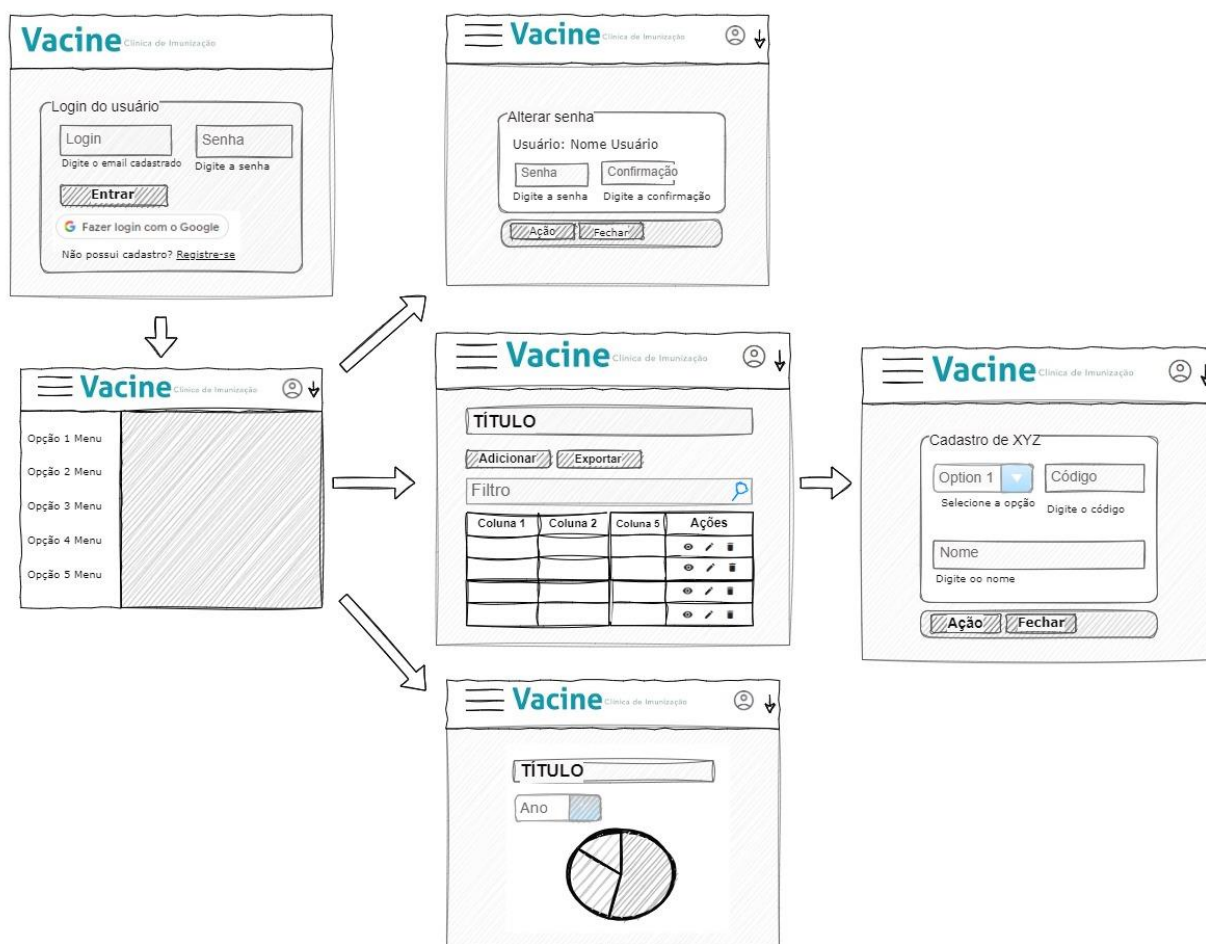 Vacine Clínica de Imunização
Login do usuário
Login
Senha
Digite o email cadastrado
Digite a senha
Entrar
G Fazer login com o Google
Não possui cadastro? Registre-se
Vacine Clínica de Imunização
Alterar senha
Usuário: Nome Usuário
Senha
Confirmação
Digite a senha
Digite a confirmação
Ação
Fechar
Vacine Clínica de Imunização
Opção 1 Menu
Opção 2 Menu
Opção 3 Menu
Opção 4 Menu
Opção 5 Menu
Vacine Clínica de Imunização
TÍTULO
Adicionar
Exportar
Filtro
Coluna 1 Coluna 2 Coluna 5 Ações
Vacine Clínica de Imunização
Cadastro de XYZ
Option 1
Código
Selecione a opção
Digite o código
Nome
Digite oo nome
Ação
Fechar
Vacine Clínica de Imunização
TÍTULO
Ano